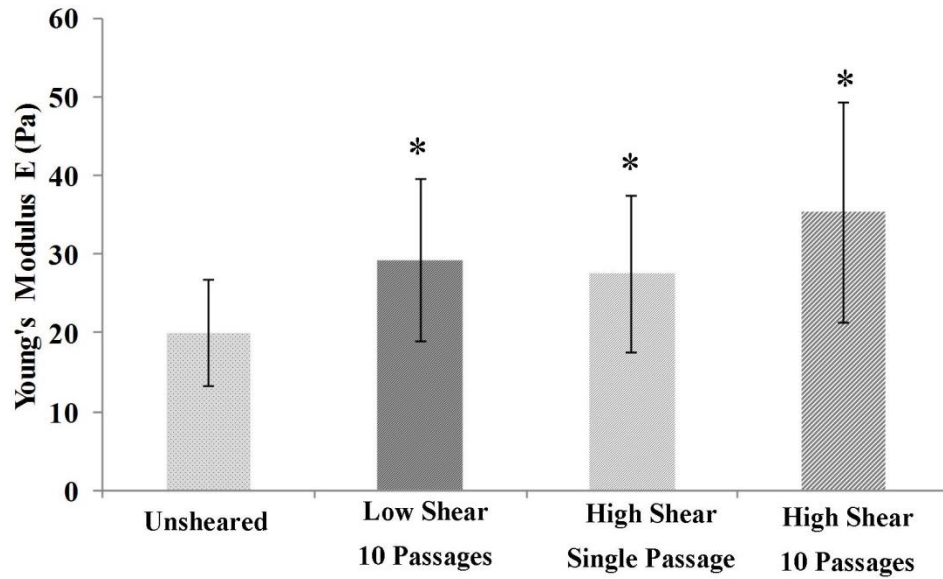 60
50
40
30
20
10
0
Young's Modulus E (Pa)
*
*
*
Unsheared
Low Shear
10 Passages
High Shear
Single Passage
High Shear
10 Passages